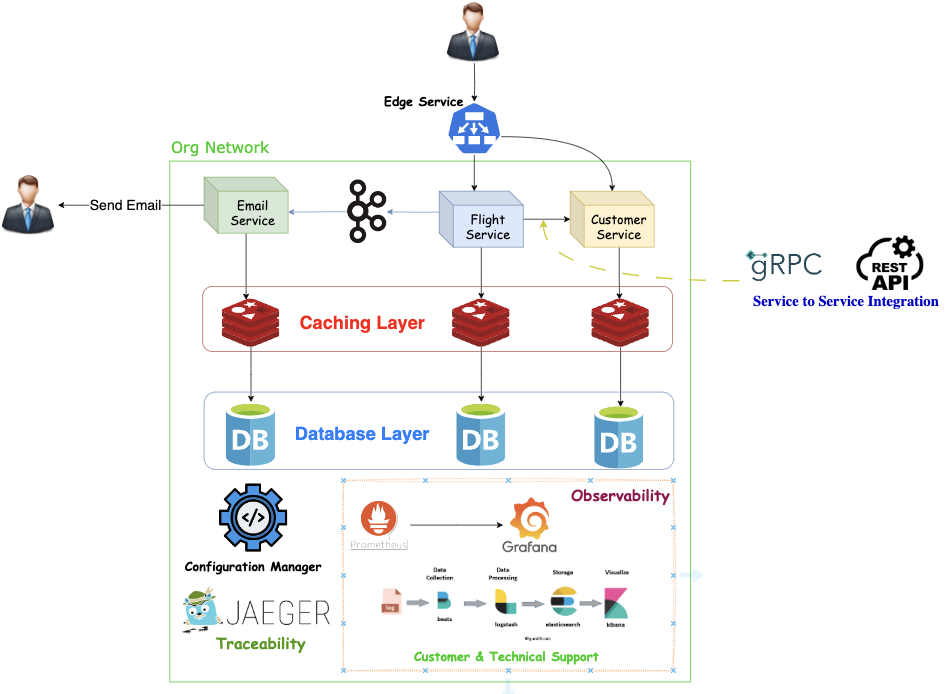 Edge Service
Org Network
Send Email
Email
Service
Flight
Service
Customer
Service
gRPC
REST
API
Service to Service Integration
Caching Layer
DB
Database Layer
DB
DB
Observability
Prometheus
Grafana
</>
Configuration Manager
Data
Collection
Data
Processing
Storage
Visualize
log
beats
logstash
elasticsearch
kibana
JAEGER
Traceability
Customer & Technical Support